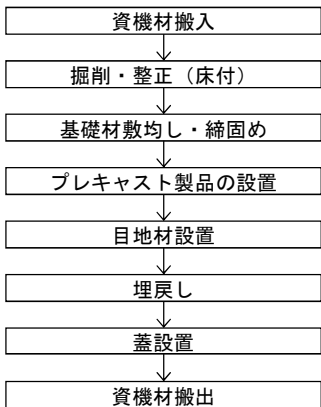 資機材搬入
掘削・整正（床付）
基礎材敷均し・締固め
プレキャスト製品の設置
目地材設置
埋戻し
蓋設置
資機材搬出